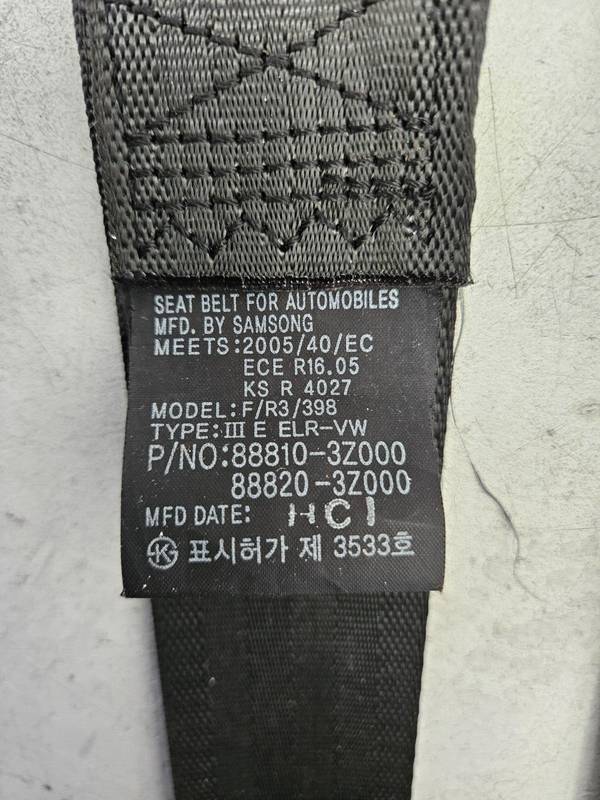 SEAT BELT FOR AUTOMOBILES
MFD. BY SAMSONG
MEETS:2005/40/EC
ECE R16.05
KS R 4027
MODEL:F/R3/398
TYPE:Ⅲ E ELR-VW
P/NO:88810-3Z000
88820-3Z000
MFD DATE: HCI
표시허가 제 3533호